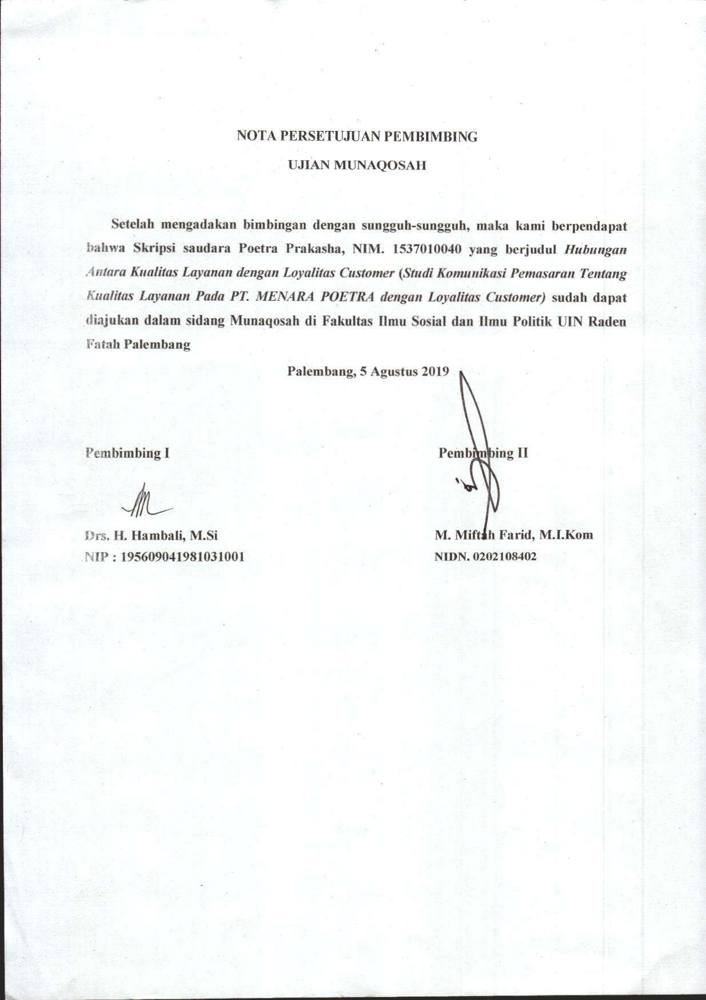 NOTA PERSETUJUAN PEMBIMBING
UJIAN MUNAQOSAH
Setelah mengadakan bimbingan dengan sungguh-sungguh, maka kami berpendapat
bahwa Skripsi saudara Poetra Prakasha, NIM. 1537010040 yang berjudul Hubungan
Antara Kualitas Layanan dengan Loyalitas Customer (Studi Komunikasi Pemasaran Tentang
Kualitas Layanan Pada PT. MENARA POETRA dengan Loyalitas Customer) sudah dapat
diajukan dalam sidang Munaqosah di Fakultas Ilmu Sosial dan Ilmu Politik UIN Raden
Fatah Palembang
Palembang, 5 Agustus 2019
Pembimbing I Pembimbing II
Drs. H. Hambali, M.Si M. Miftah Farid, M.I.Kom
NIP : 195609041981031001 NIDN. 0202108402